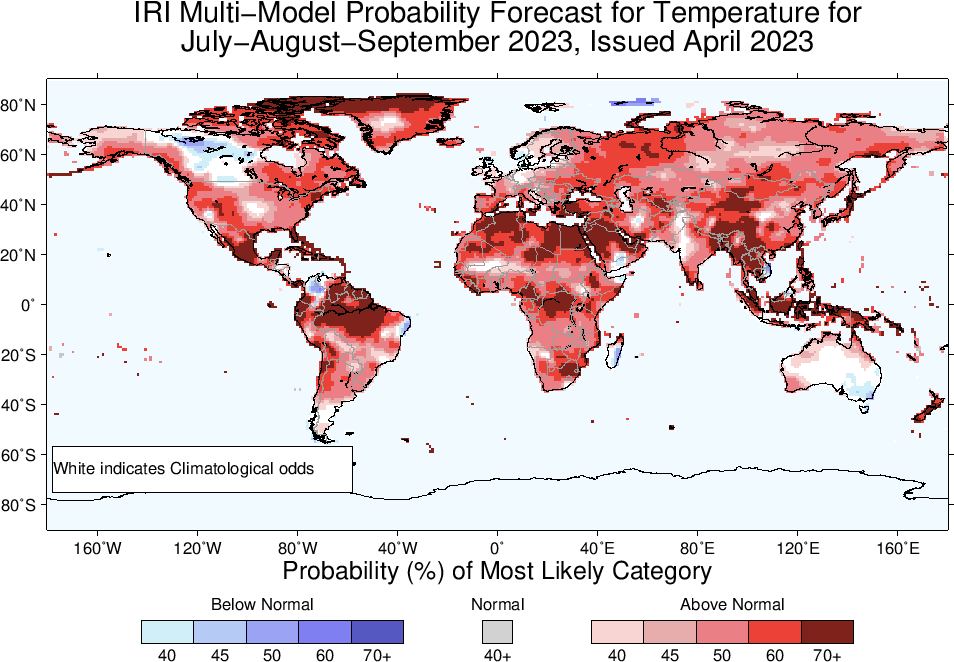 IRI Multi−Model Probability Forecast for Temperature for
July−August−September 2023, Issued April 2023
80˚N
60˚N
40˚N
20˚N
0˚
20˚S
40˚S
60˚S
80˚S
White indicates Climatological odds
160˚W 120˚W 80˚W 40˚W 0˚ 40˚E 80˚E 120˚E 160˚E
Probability (%) of Most Likely Category
Below Normal Normal Above Normal
40 45 50 60 70+ 40+ 40 45 50 60 70+